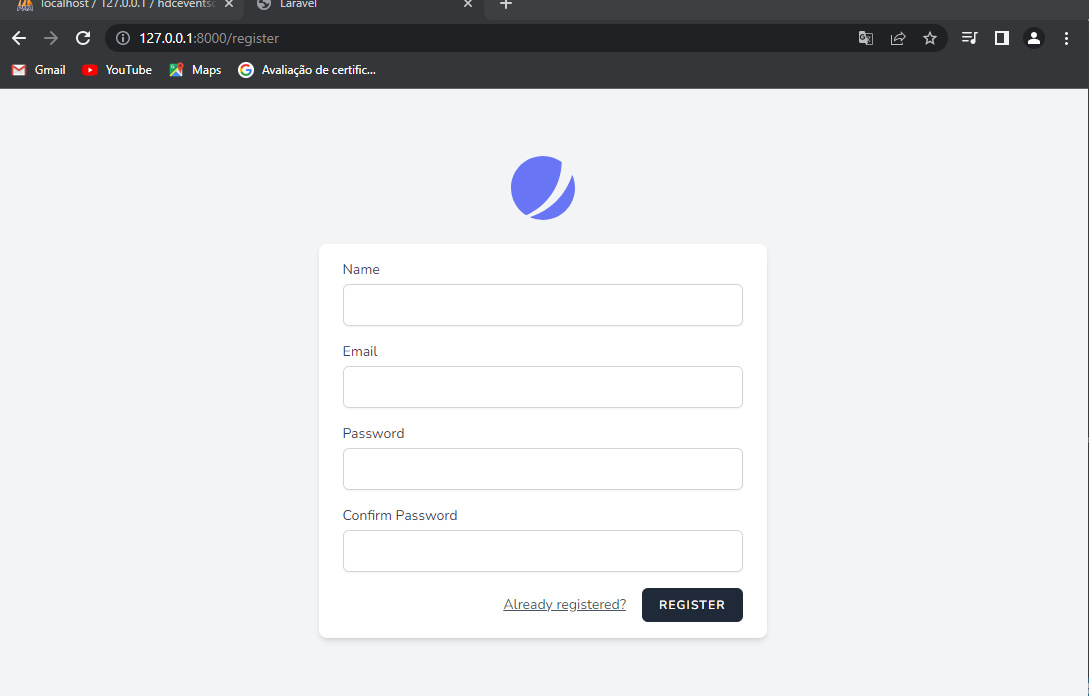 localhost / 127.0.0.1 / hdcevents
Laravel
127.0.0.1:8000/register
Gmail YouTube Maps Avaliação de certific...
Name
Email
Password
Confirm Password
Already registered? REGISTER